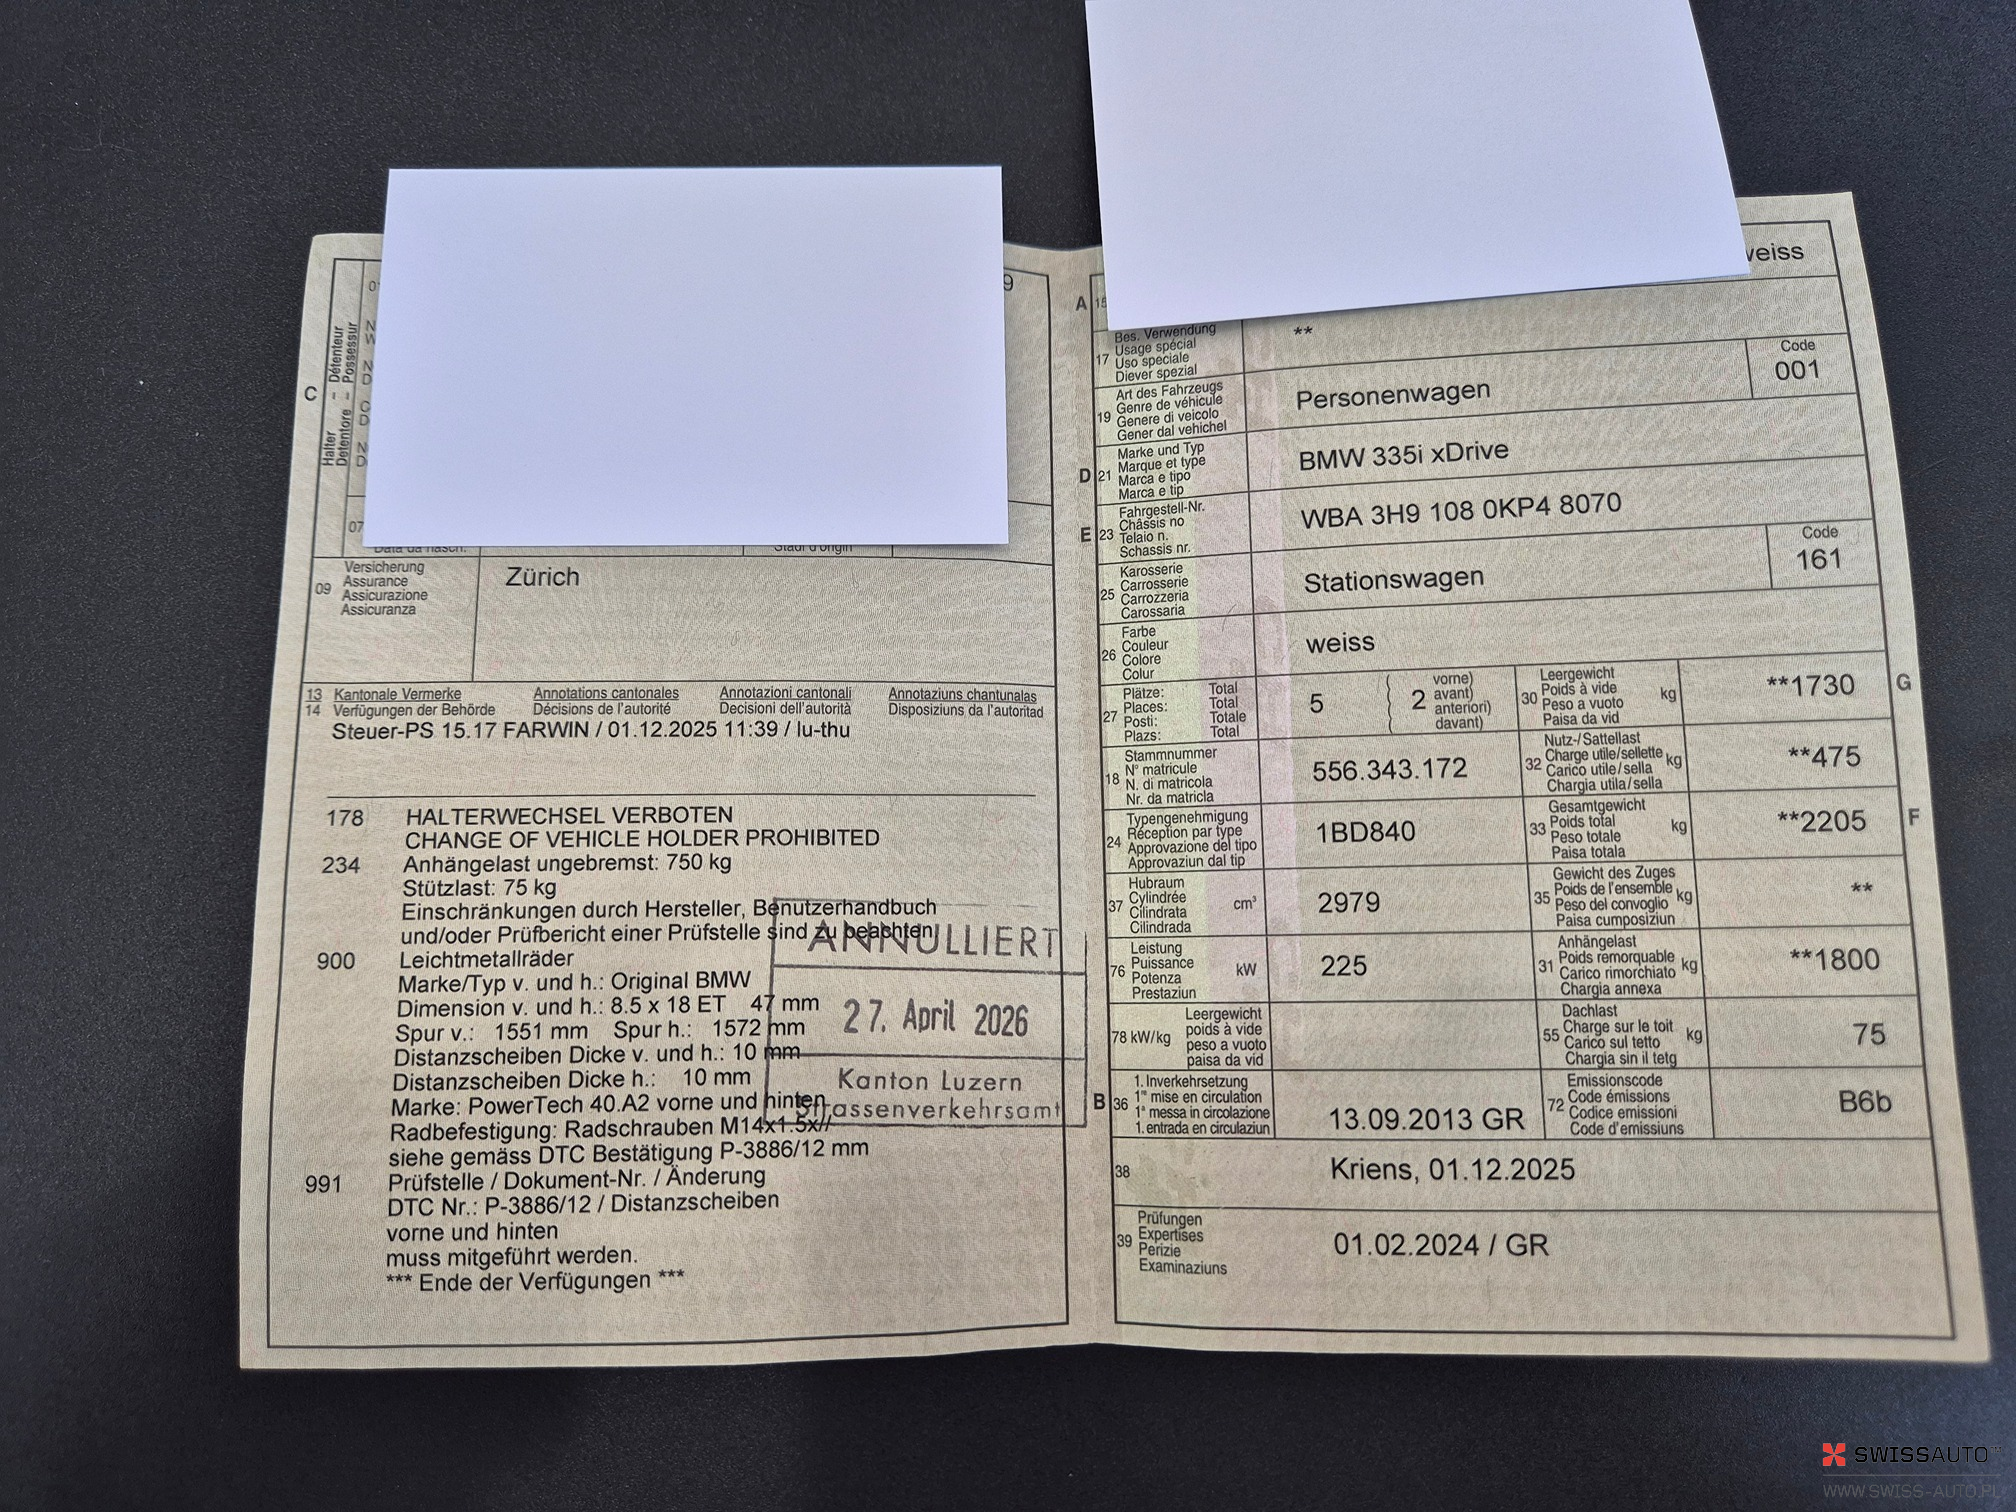 C
Halter – Détenteur
Detentore – Possessur
07
Data da nasch.
Stadi d'origin
9
09
Versicherung
Assurance
Assicurazione
Assicuranza
Zürich
13 Kantonale Vermerke Annotations cantonales Annotazioni cantonali Annotaziuns chantunalas
14 Verfügungen der Behörde Décisions de l'autorité Decisioni dell'autorità Disposiziuns da l'autoritad
Steuer-PS 15.17 FARWIN / 01.12.2025 11:39 / lu-thu
178 HALTERWECHSEL VERBOTEN
CHANGE OF VEHICLE HOLDER PROHIBITED
234 Anhängelast ungebremst: 750 kg
Stützlast: 75 kg
Einschränkungen durch Hersteller, Benutzerhandbuch
und/oder Prüfbericht einer Prüfstelle sind zu beachten
900 Leichtmetallräder
Marke/Typ v. und h.: Original BMW
Dimension v. und h.: 8.5 x 18 ET 47 mm
Spur v.: 1551 mm Spur h.: 1572 mm
Distanzscheiben Dicke v. und h.: 10 mm
Distanzscheiben Dicke h.: 10 mm
Marke: PowerTech 40.A2 vorne und hinten
Radbefestigung: Radschrauben M14x1.5x//
siehe gemäss DTC Bestätigung P-3886/12 mm
991 Prüfstelle / Dokument-Nr. / Änderung
DTC Nr.: P-3886/12 / Distanzscheiben
vorne und hinten
muss mitgeführt werden.
*** Ende der Verfügungen ***
ANNULLIERT
27. April 2026
Kanton Luzern
Strassenverkehrsamt
A 15
weiss
17
Bes. Verwendung
Usage spécial
Uso speciale
Diever spezial
**
19
Art des Fahrzeugs
Genre de véhicule
Genere di veicolo
Gener dal vehichel
Personenwagen
Code
001
D 21
Marke und Typ
Marque et type
Marca e tipo
Marca e tip
BMW 335i xDrive
E 23
Fahrgestell-Nr.
Châssis no
Telaio n.
Schassis nr.
WBA 3H9 108 0KP4 8070
25
Karosserie
Carrosserie
Carrozzeria
Carossaria
Stationswagen
Code
161
26
Farbe
Couleur
Colore
Colur
weiss
27
Plätze: Total
Places: Total
Posti: Totale
Plazs: Total
5 ( 2
vorne)
avant)
anteriori)
davant)
30
Leergewicht
Poids à vide
Peso a vuoto
Paisa da vid
kg
**1730
G
18
Stammnummer
N° matricule
N. di matricola
Nr. da matricla
556.343.172
32
Nutz-/Sattellast
Charge utile/sellette
Carico utile/sella
Chargia utila/sella
kg
**475
24
Typengenehmigung
Réception par type
Approvazione del tipo
Approvaziun dal tip
1BD840
33
Gesamtgewicht
Poids total
Peso totale
Paisa totala
kg
**2205
F
37
Hubraum
Cylindrée
Cilindrata
Cilindrada
cm³
2979
35
Gewicht des Zuges
Poids de l'ensemble
Peso del convoglio
Paisa cumposiziun
kg
**
76
Leistung
Puissance
Potenza
Prestaziun
kW
225
31
Anhängelast
Poids remorquable
Carico rimorchiato
Chargia annexa
kg
**1800
78 kW/kg
Leergewicht
poids à vide
peso a vuoto
paisa da vid
55
Dachlast
Charge sur le toit
Carico sul tetto
Chargia sin il tetg
kg
75
B 36
1. Inverkehrsetzung
1re mise en circulation
1a messa in circolazione
1. entrada en circulaziun
13.09.2013 GR
72
Emissionscode
Code émissions
Codice emissioni
Code d'emissiuns
B6b
38
Kriens, 01.12.2025
39
Prüfungen
Expertises
Perizie
Examinaziuns
01.02.2024 / GR
SWISSAUTO
WWW.SWISS-AUTO.PL